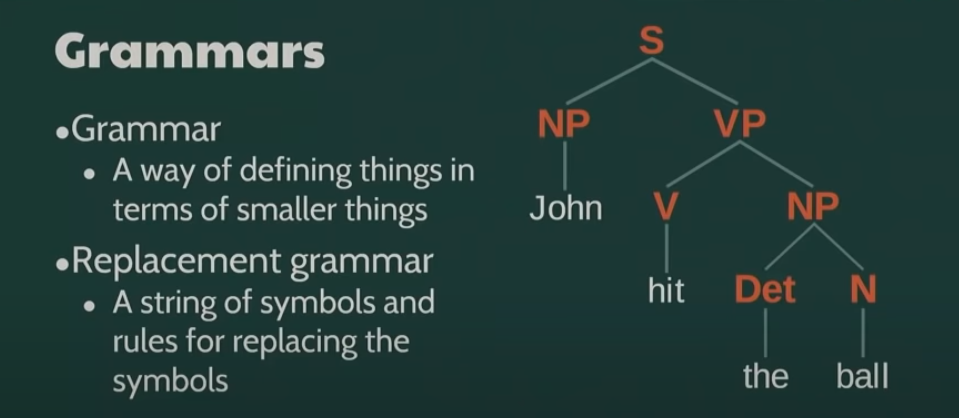 Grammars
•Grammar
• A way of defining things in
terms of smaller things
•Replacement grammar
• A string of symbols and
rules for replacing the
symbols
S
NP VP
John V NP
hit Det N
the ball